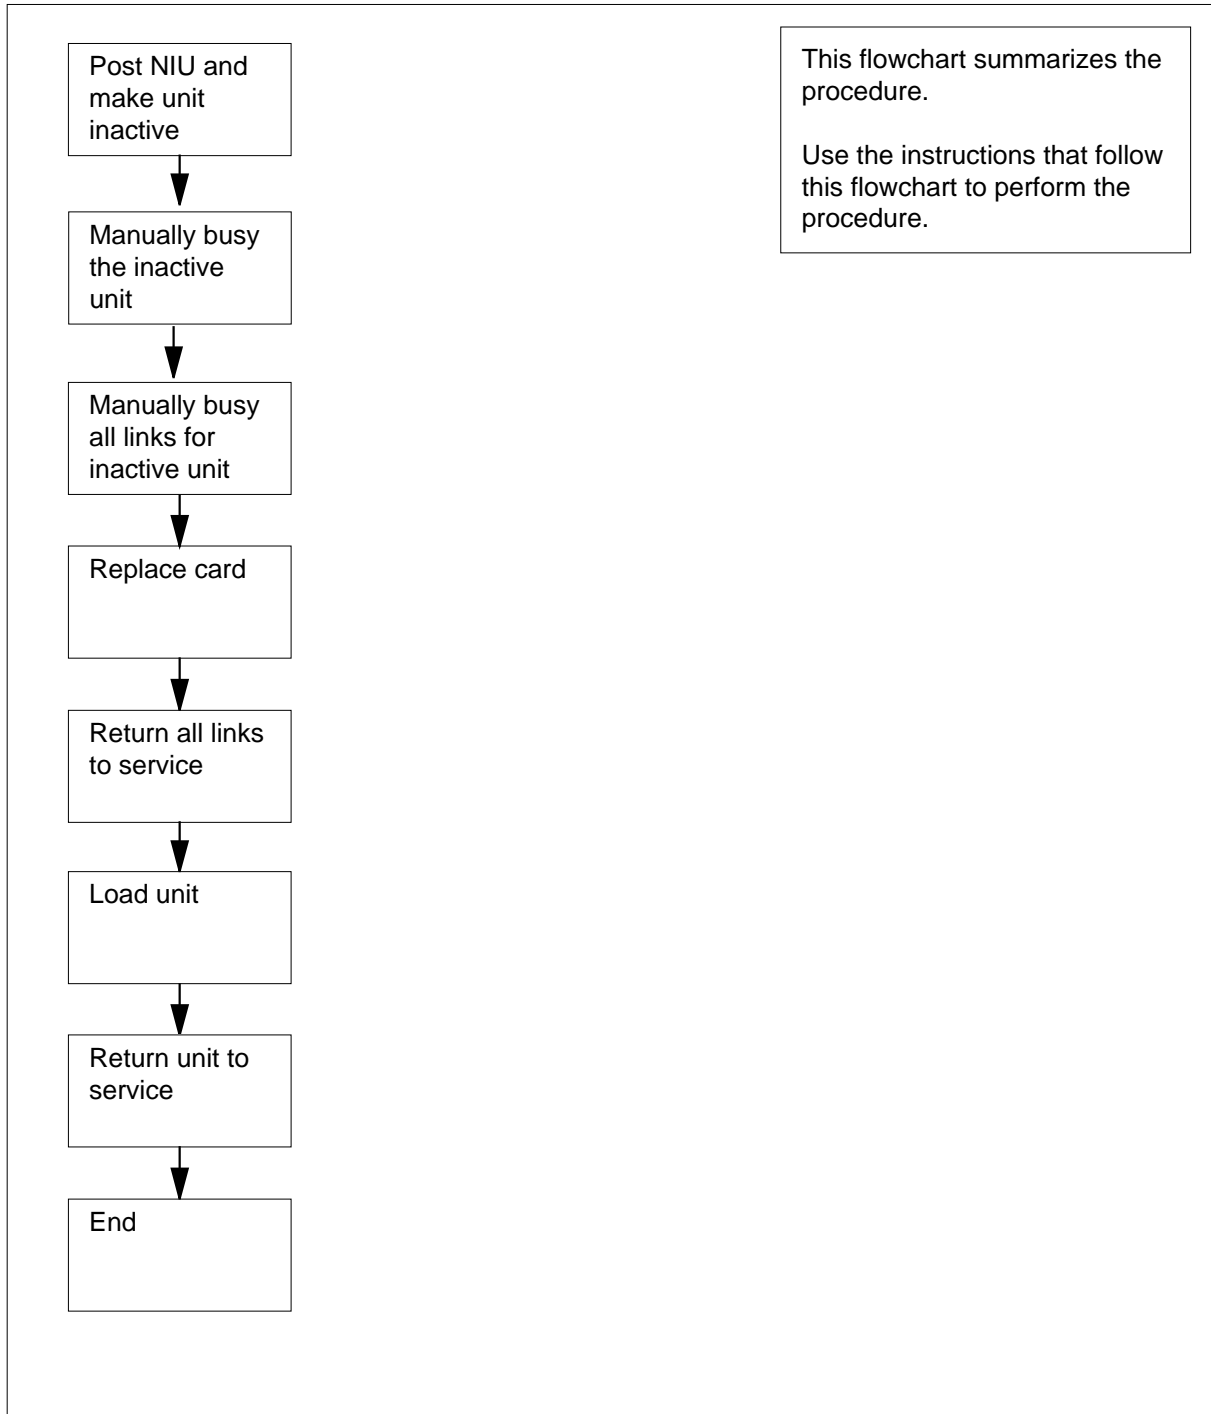 Post NIU and
make unit
inactive
Manually busy
the inactive
unit
Manually busy
all links for
inactive unit
Replace card
Return all links
to service
Load unit
Return unit to
service
End
This flowchart summarizes the
procedure.
Use the instructions that follow
this flowchart to perform the
procedure.